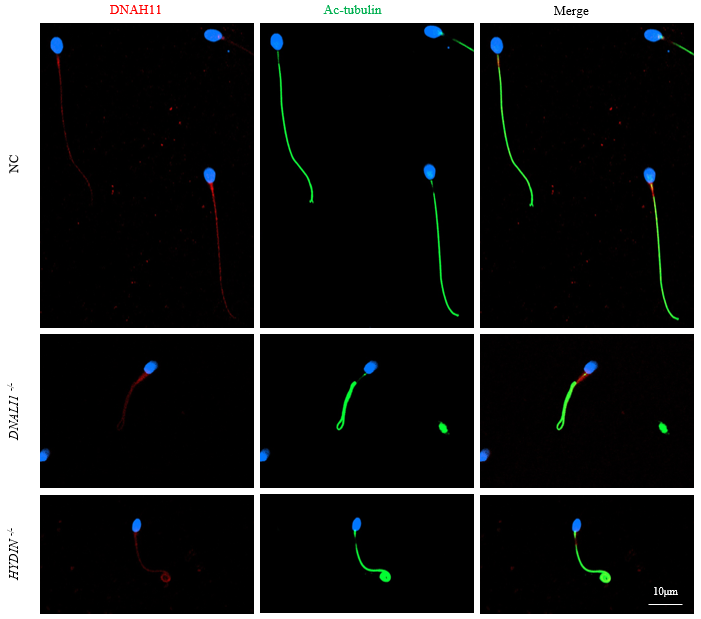 DNAH11 Ac-tubulin Merge
NC
DNALI1 -/-
HYDIN -/-
10μm